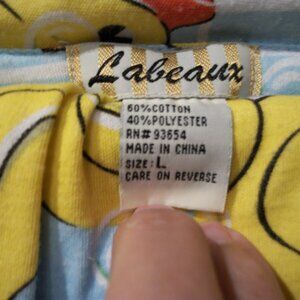 Labeaux
60%COTTON
40%POLYESTER
RN# 93654
MADE IN CHINA
SIZE: L
CARE ON REVERSE